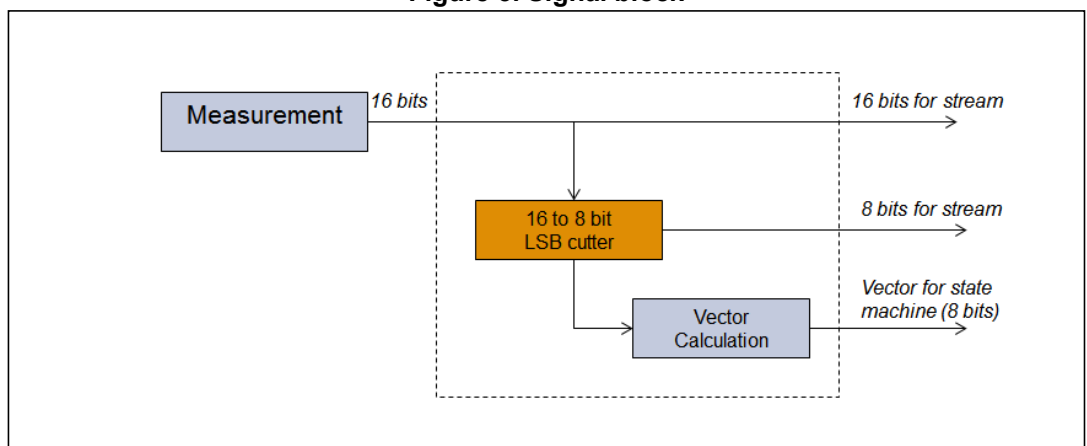 Figure Signal block
Measurement
16 bits
16 bits for stream
16 to 8 bit
LSB cutter
8 bits for stream
Vector
Calculation
Vector for state
machine (8 bits)